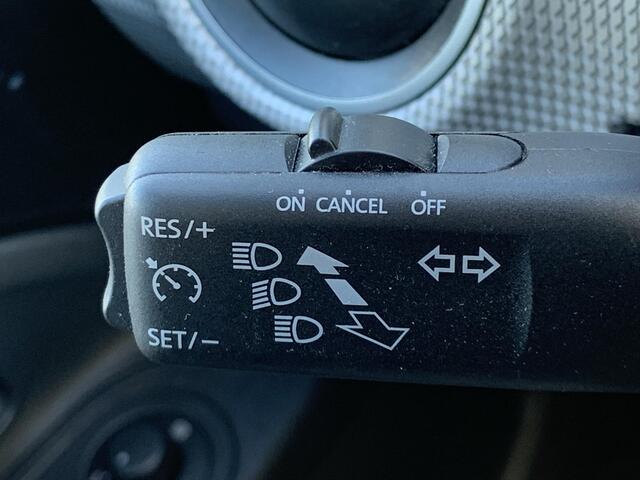 ON CANCEL OFF
RES/+
SET/-